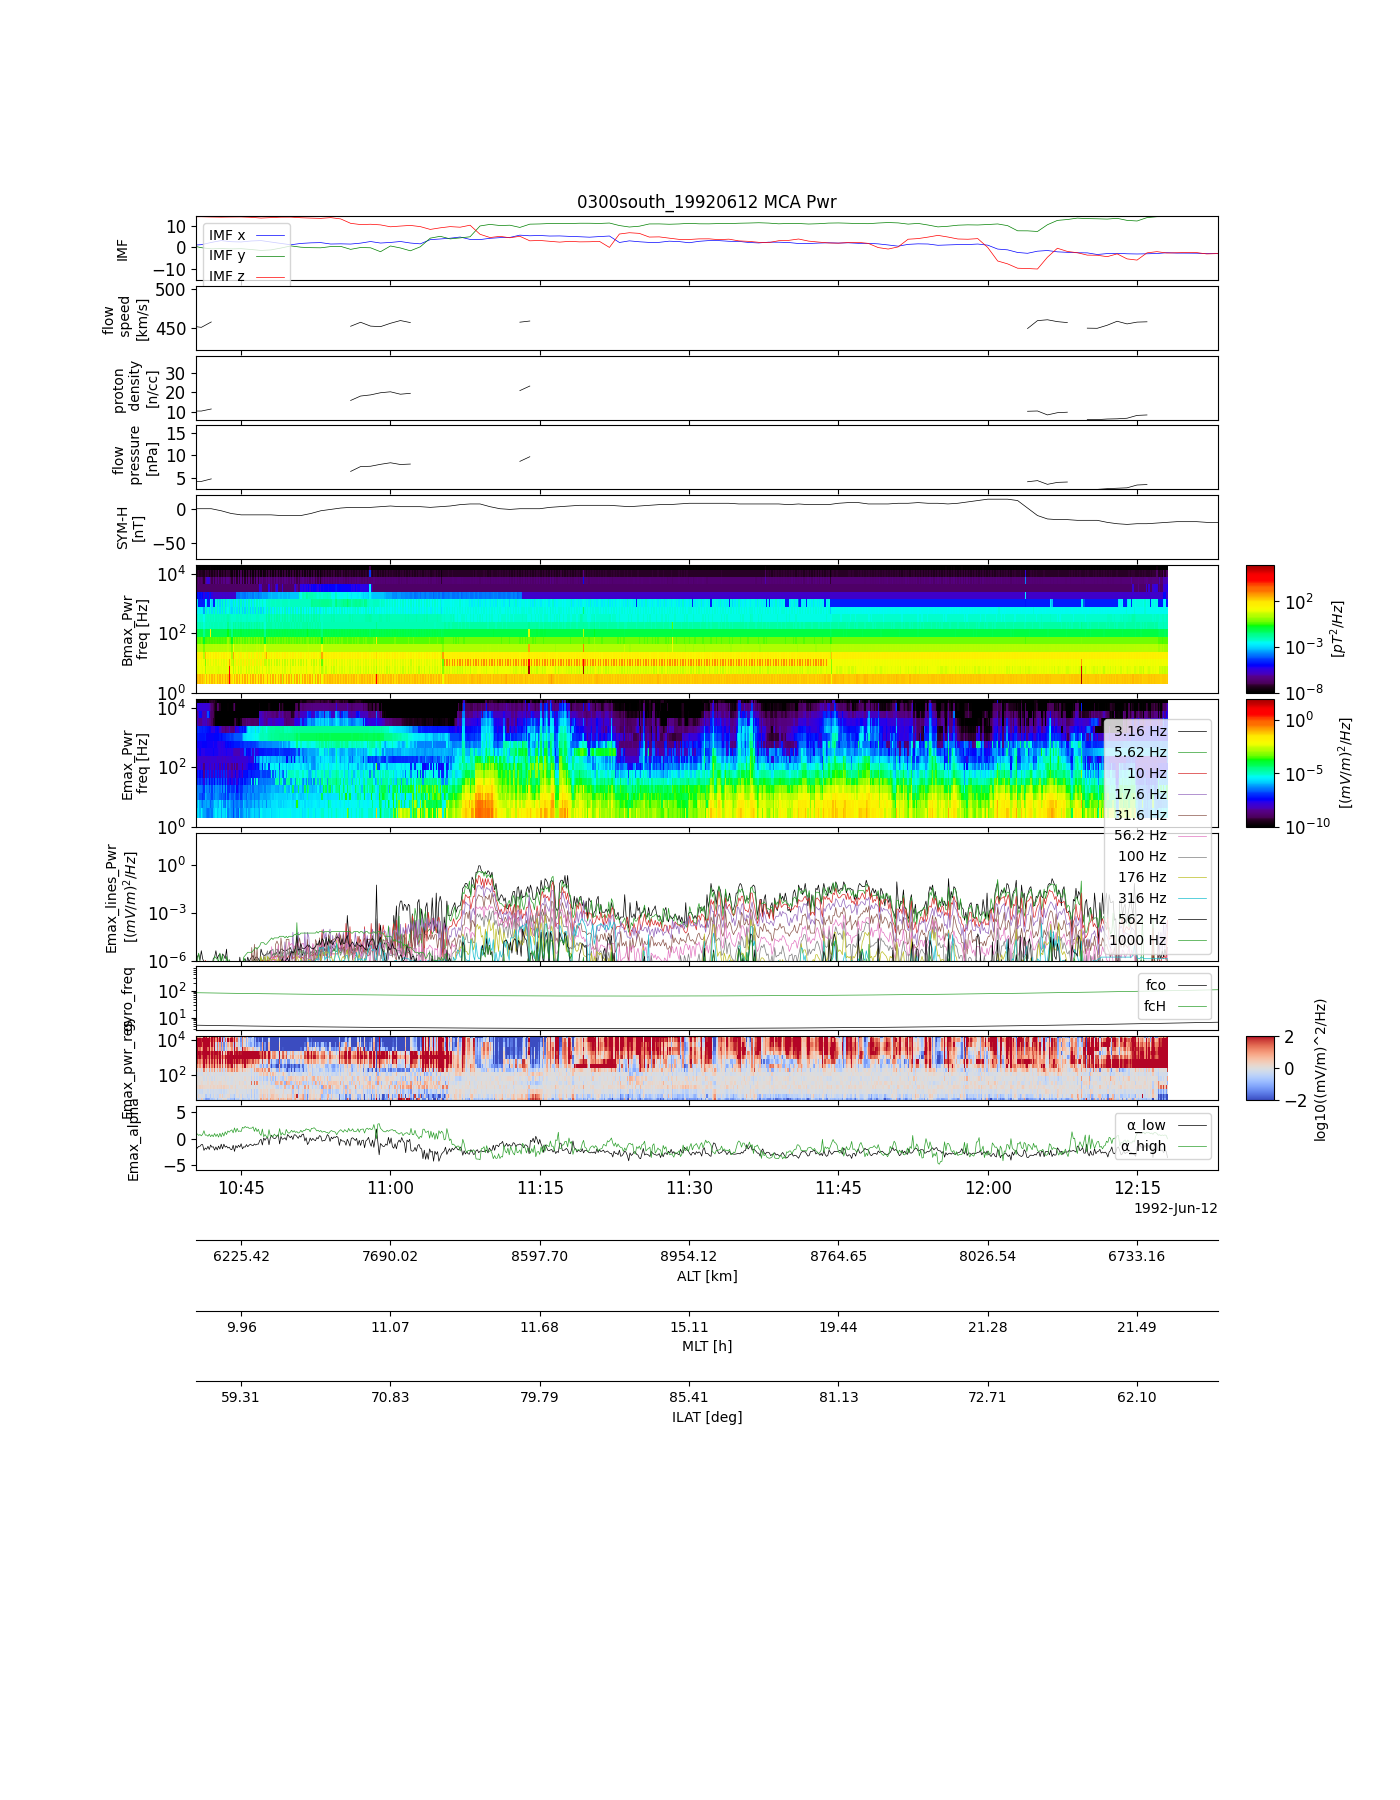 0300south_19920612 MCA Pwr
IMF
10
0
−10
IMF x
IMF y
IMF z
flow
speed
[km/s]
500
450
proton
density
[n/cc]
30
20
10
flow
pressure
[nPa]
15
10
5
SYM-H
[nT]
0
−50
Bmax_Pwr
freq [Hz]
10^4
10^2
10^0
10^2
10^−3
10^−8
[pT^2/Hz]
Emax_Pwr
freq [Hz]
10^4
10^2
10^0
10^0
10^−5
10^−10
[(mV/m)^2/Hz]
3.16 Hz
5.62 Hz
10 Hz
17.6 Hz
31.6 Hz
56.2 Hz
100 Hz
176 Hz
316 Hz
562 Hz
1000 Hz
Emax_lines_Pwr
[(mV/m)^2/Hz]
10^0
10^−3
10^−6
gyro_freq
10^2
10^1
fco
fcH
Emax_pwr_reg
10^4
10^2
2
0
−2
log10((mV/m)^2/Hz)
Emax_alpha
5
0
−5
α_low
α_high
10:45 11:00 11:15 11:30 11:45 12:00 12:15
1992-Jun-12
6225.42 7690.02 8597.70 8954.12 8764.65 8026.54 6733.16
ALT [km]
9.96 11.07 11.68 15.11 19.44 21.28 21.49
MLT [h]
59.31 70.83 79.79 85.41 81.13 72.71 62.10
ILAT [deg]